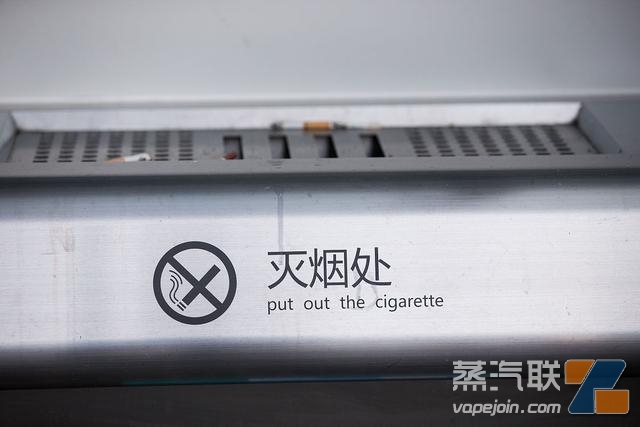 灭烟处
put out the cigarette
蒸汽联
vapejoin.com